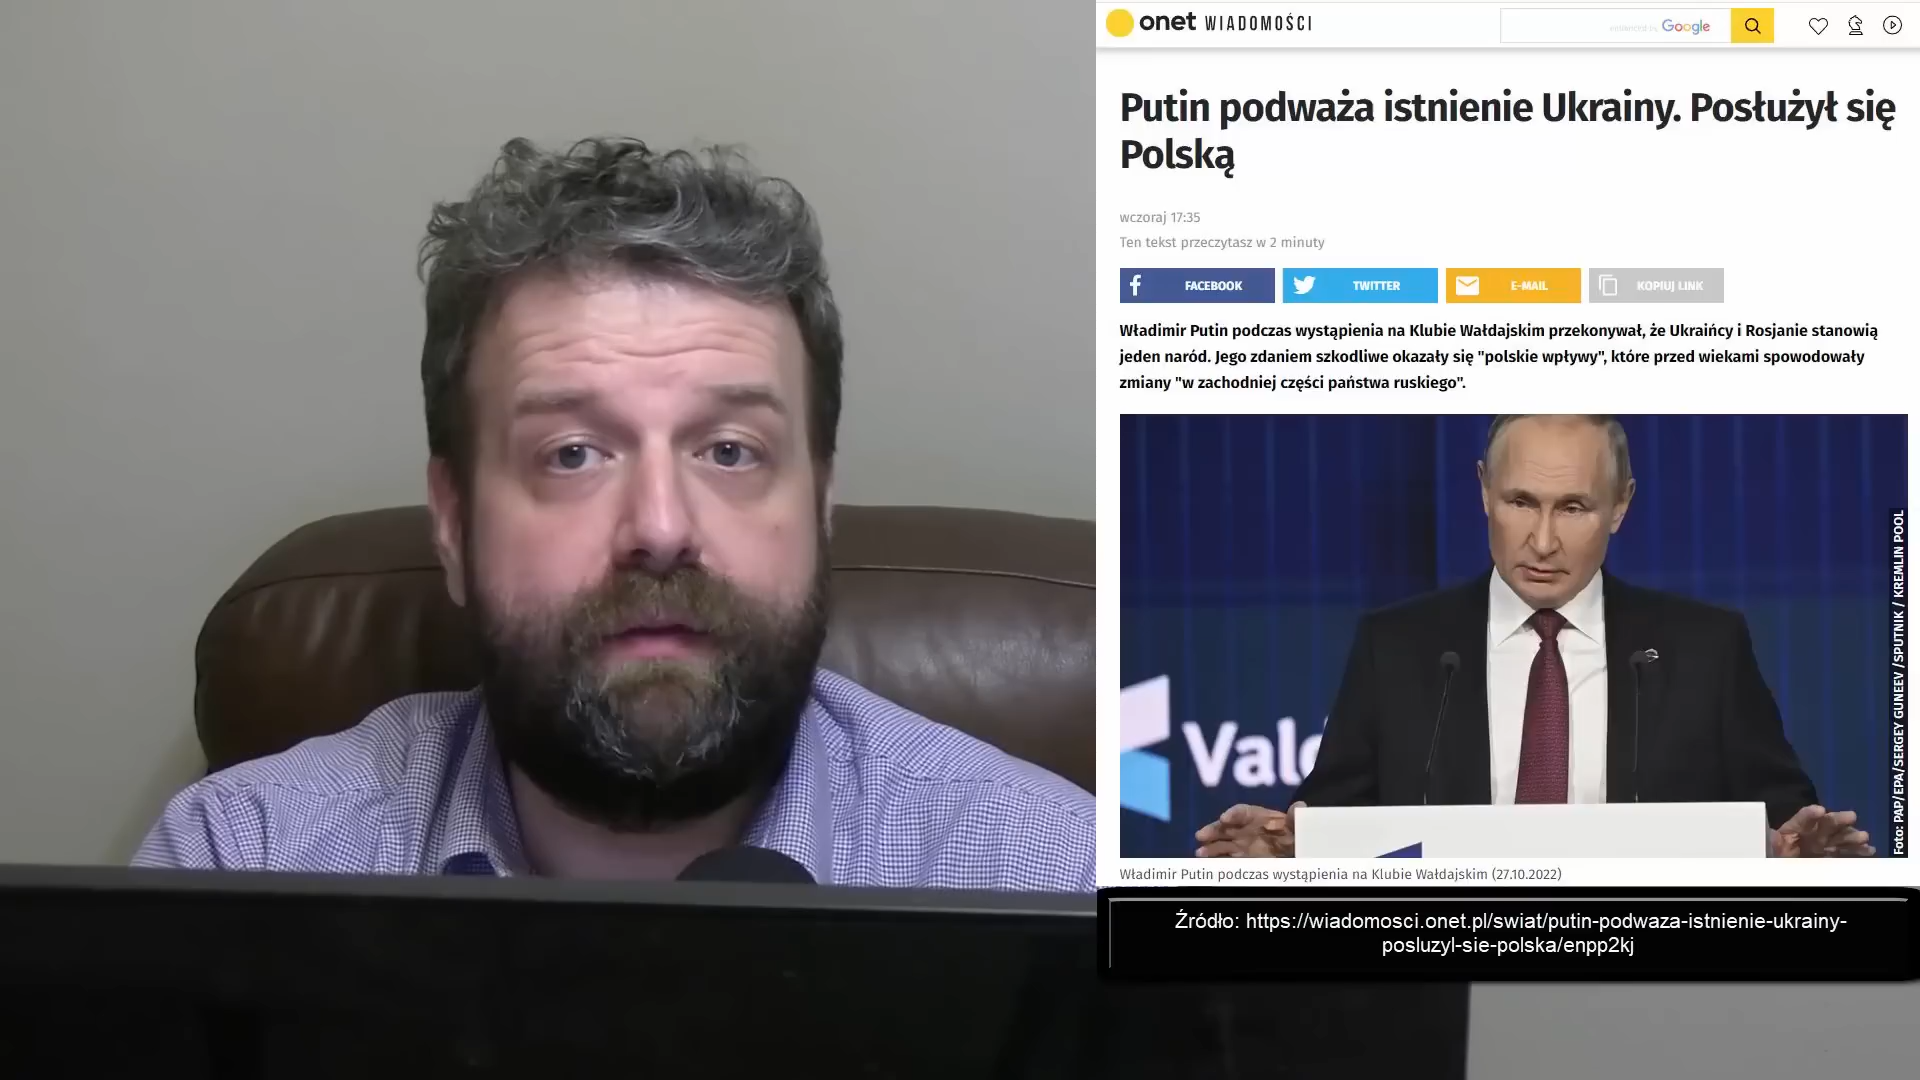 onet WIADOMOŚCI
Google
Putin podważa istnienie Ukrainy. Posłużył się
Polską
wczoraj 17:35
Ten tekst przeczytasz w 2 minuty
FACEBOOK
TWITTER
E-MAIL
KOPIUJ LINK
Władimir Putin podczas wystąpienia na Klubie Wałdajskim przekonywał, że Ukraińcy i Rosjanie stanowią
jeden naród. Jego zdaniem szkodliwe okazały się "polskie wpływy", które przed wiekami spowodowały
zmiany "w zachodniej części państwa ruskiego".
Foto: PAP/EPA/SERGEY GUNEEV /SPUTNIK / KREMLIN POOL
Władimir Putin podczas wystąpienia na Klubie Wałdajskim (27.10.2022)
Źródło: https://wiadomosci.onet.pl/swiat/putin-podwaza-istnienie-ukrainy-
posluzyl-sie-polska/enpp2kj